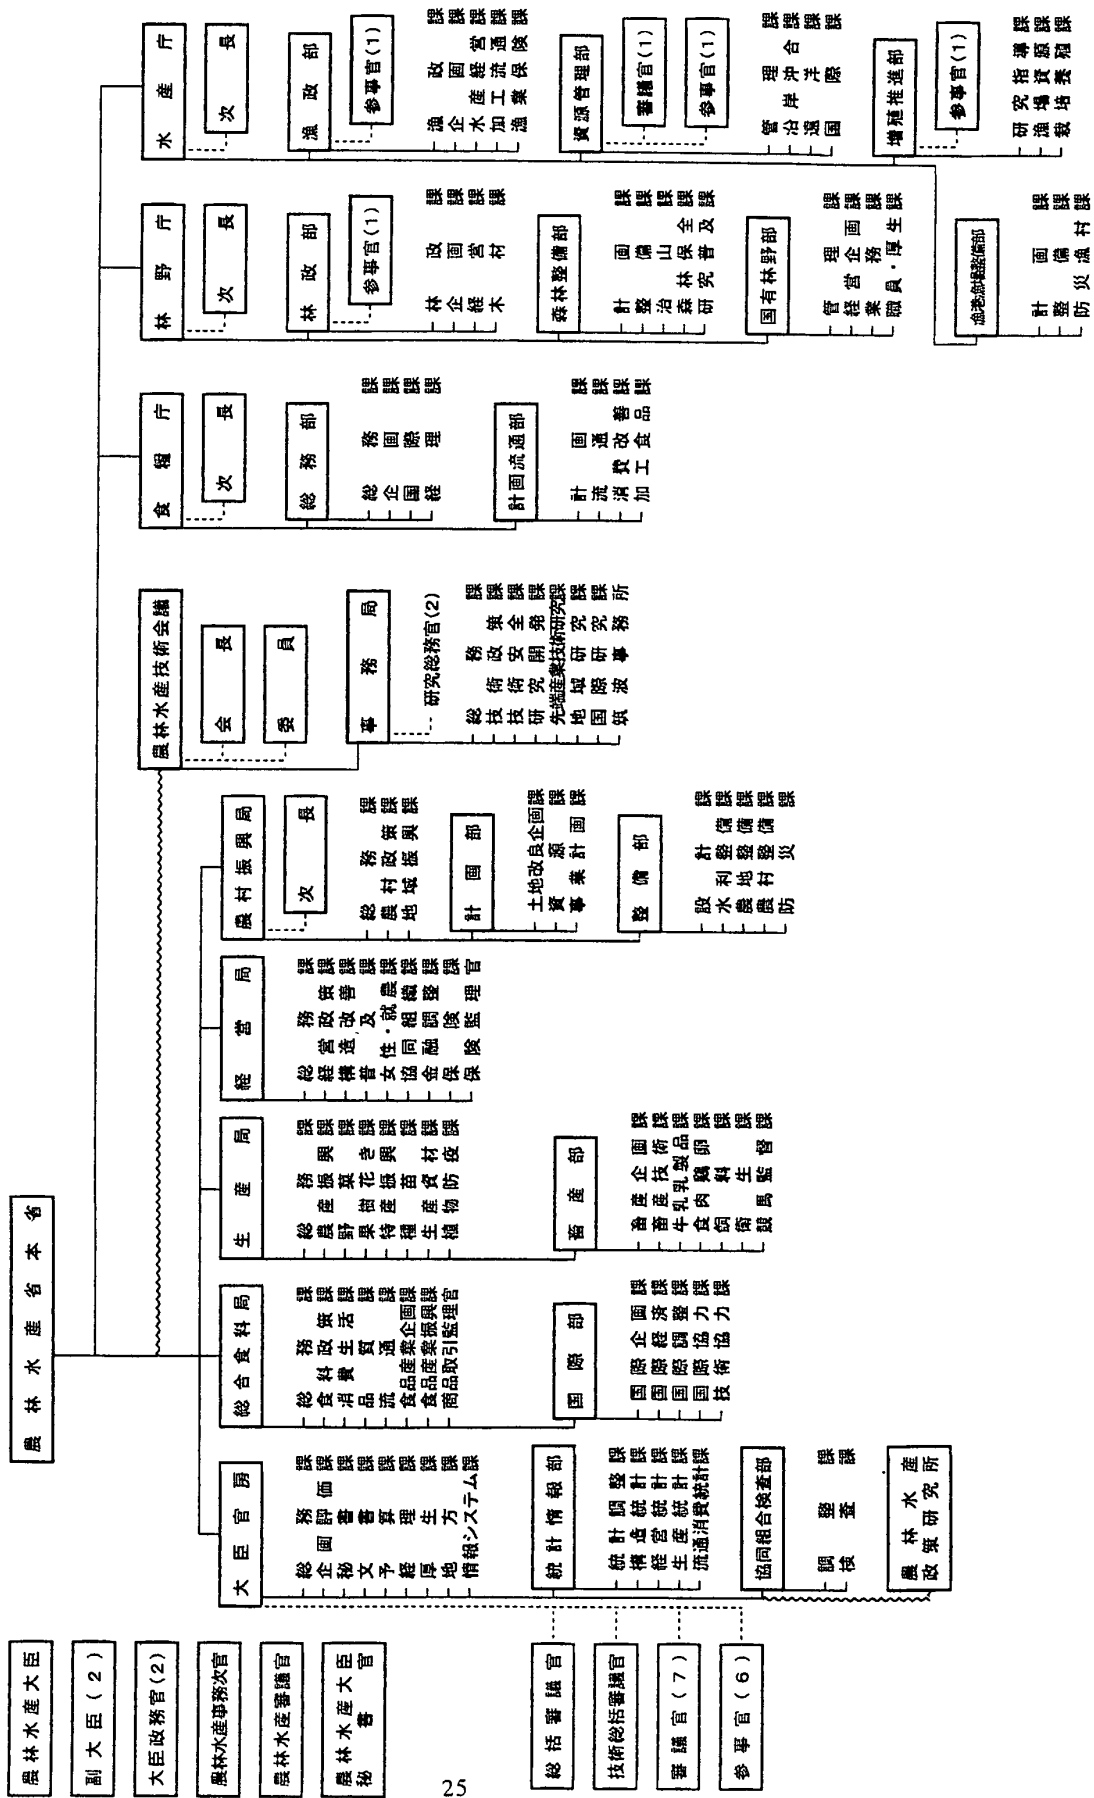 農林水産大臣
副大臣(2)
大臣政務官(2)
農林水産事務次官
農林水産審議官
農林水産大臣
秘書官
総括審議官
技術総括審議官
審議官(7)
参事官(6)
農林水産省本省
大臣官房
総務課
企画評価課
秘書課
文書課
予算課
経理課
厚生課
地方課
情報システム課
統計情報部
統計調整課
構造統計課
経営統計課
生産統計課
流通消費統計課
協同組合検査部
調整課
検査課
農林水産
政策研究所
総合食料局
総務課
食料政策課
消費生活課
品質課
流通課
食品産業企画課
食品産業振興課
商品取引監理官
国際部
国際企画課
国際経済課
国際調整課
国際協力課
技術協力課
生産局
総務課
農産振興課
野菜課
果樹花き課
特産振興課
種苗課
生産資材課
植物防疫課
畜産部
畜産企画課
畜産技術課
牛乳乳製品課
食肉鶏卵課
飼料課
衛生課
競馬監督課
経営局
総務課
経営政策課
構造改善課
普及課
女性・就農課
協同組織課
金融調整課
保険課
保険監理官
農村振興局
次長
総務課
農村政策課
地域振興課
計画部
土地改良企画課
資源課
事業計画課
整備部
設計課
水利整備課
農地整備課
農村整備課
防災課
農林水産技術会議
会長
委員
事務局
研究総務官(2)
総務課
技術政策課
技術安全課
研究開発課
先端産業技術研究課
地域研究課
国際研究課
筑波事務所
食糧庁
次長
総務部
総務課
企画課
国際課
経理課
計画流通部
計画課
流通課
消費改善課
加工食品課
林野庁
次長
林政部
参事官(1)
林政課
企画課
経営課
木材課
森林整備部
計画課
整備課
治山課
森林保全課
研究普及課
国有林野部
管理課
経営企画課
業務課
職員・厚生課
水産庁
次長
漁政部
参事官(1)
漁政課
企画課
水産経営課
加工流通課
漁業保険課
資源管理部
審議官(1)
参事官(1)
管理課
沿岸沖合課
遠洋課
国際課
増殖推進部
参事官(1)
研究指導課
漁場資源課
栽培養殖課
漁港漁場整備部
計画課
整備課
防災漁村課
25